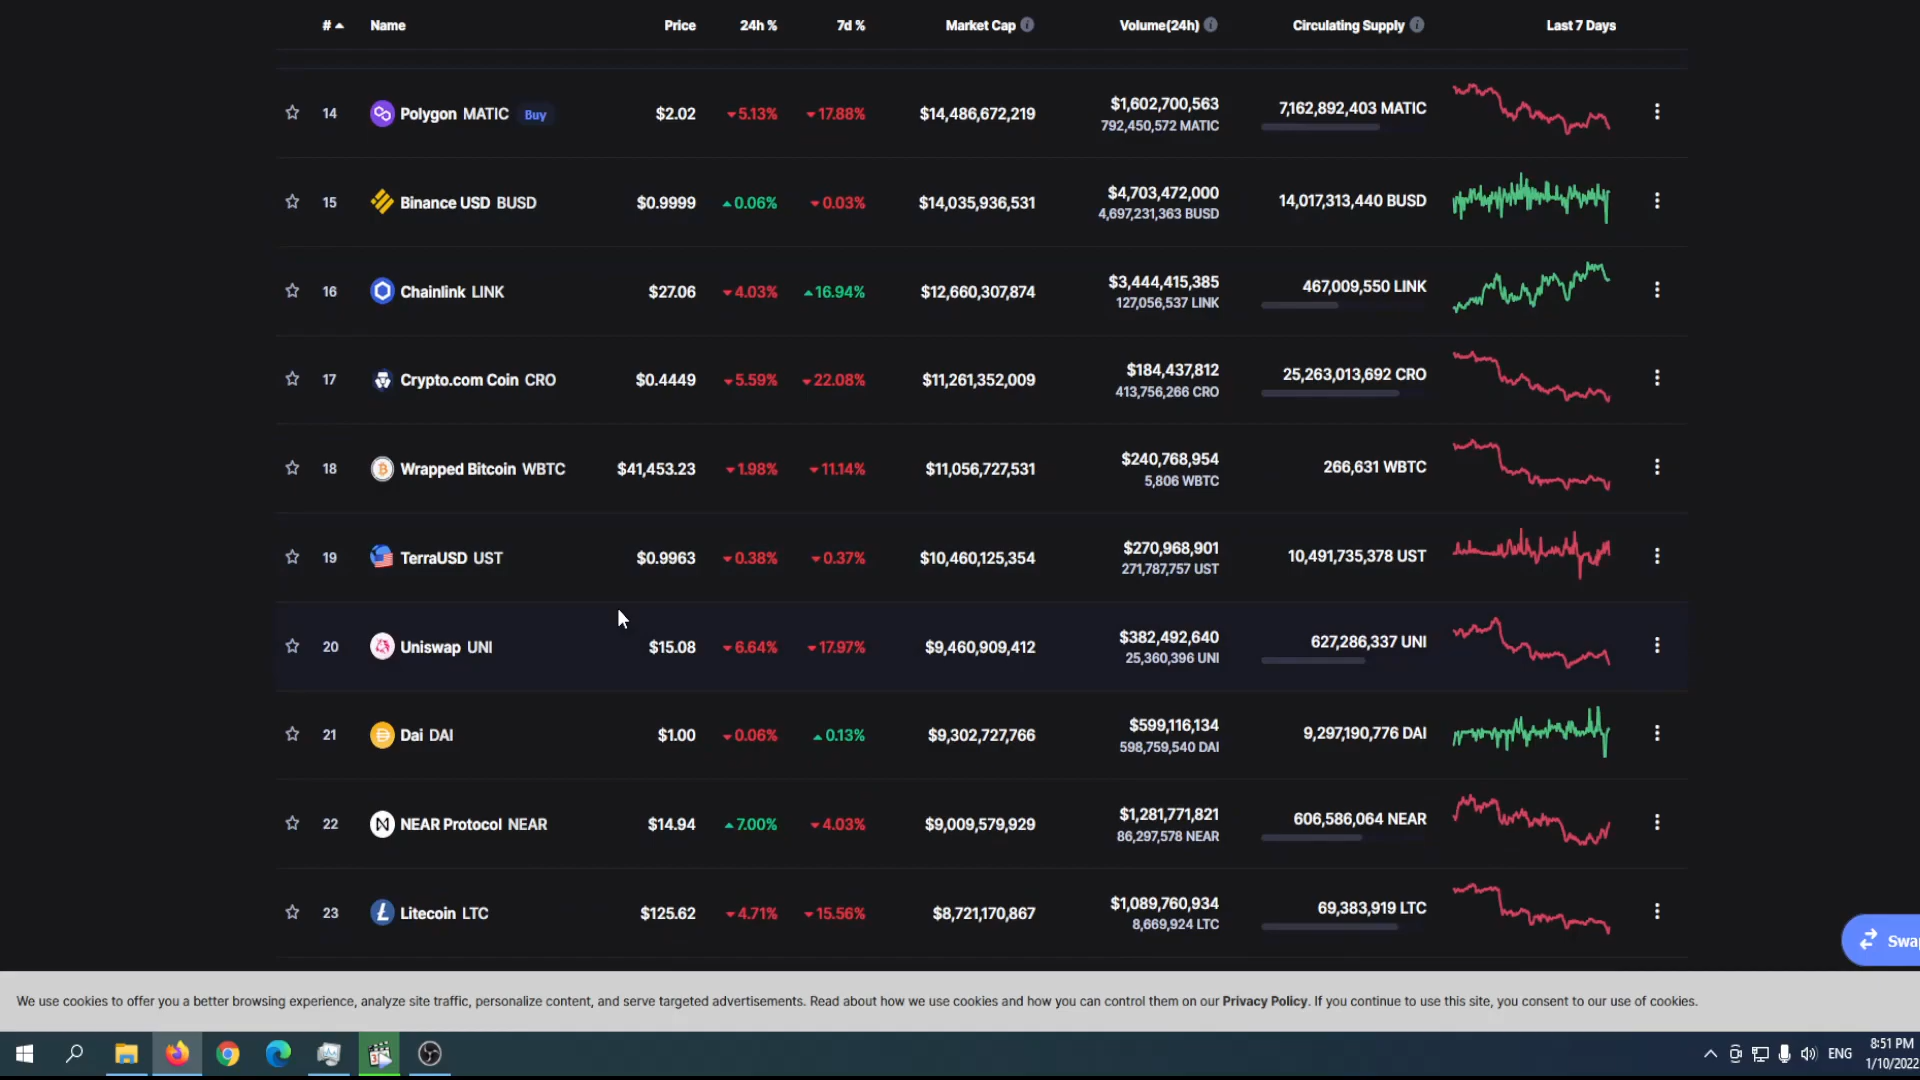 # Name Price 24h % 7d % Market Cap Volume(24h) Circulating Supply Last 7 Days
14 Polygon MATIC Buy $2.02 5.13% 17.88% $14,486,672,219 $1,602,700,563 7,162,892,403 MATIC
792,450,572 MATIC
15 Binance USD BUSD $0.9999 0.06% 0.03% $14,035,936,531 $4,703,472,000 14,017,313,440 BUSD
4,697,231,363 BUSD
16 Chainlink LINK $27.06 4.03% 16.94% $12,660,307,874 $3,444,415,385 467,009,550 LINK
127,056,537 LINK
17 Crypto.com Coin CRO $0.4449 5.59% 22.08% $11,261,352,009 $184,437,812 25,263,013,692 CRO
413,756,266 CRO
18 Wrapped Bitcoin WBTC $41,453.23 1.98% 11.14% $11,056,727,531 $240,768,954 266,631 WBTC
5,806 WBTC
19 TerraUSD UST $0.9963 0.38% 0.37% $10,460,125,354 $270,968,901 10,491,735,378 UST
271,787,757 UST
20 Uniswap UNI $15.08 6.64% 17.97% $9,460,909,412 $382,492,640 627,286,337 UNI
25,360,396 UNI
21 Dai DAI $1.00 0.06% 0.13% $9,302,727,766 $599,116,134 9,297,190,776 DAI
598,759,540 DAI
22 NEAR Protocol NEAR $14.94 7.00% 4.03% $9,009,579,929 $1,281,771,821 606,586,064 NEAR
86,297,578 NEAR
23 Litecoin LTC $125.62 4.71% 15.56% $8,721,170,867 $1,089,760,934 69,383,919 LTC
8,669,924 LTC
Swa
We use cookies to offer you a better browsing experience, analyze site traffic, personalize content, and serve targeted advertisements. Read about how we use cookies and how you can control them on our Privacy Policy. If you continue to use this site, you consent to our use of cookies.
ENG 8:51 PM
1/10/2022